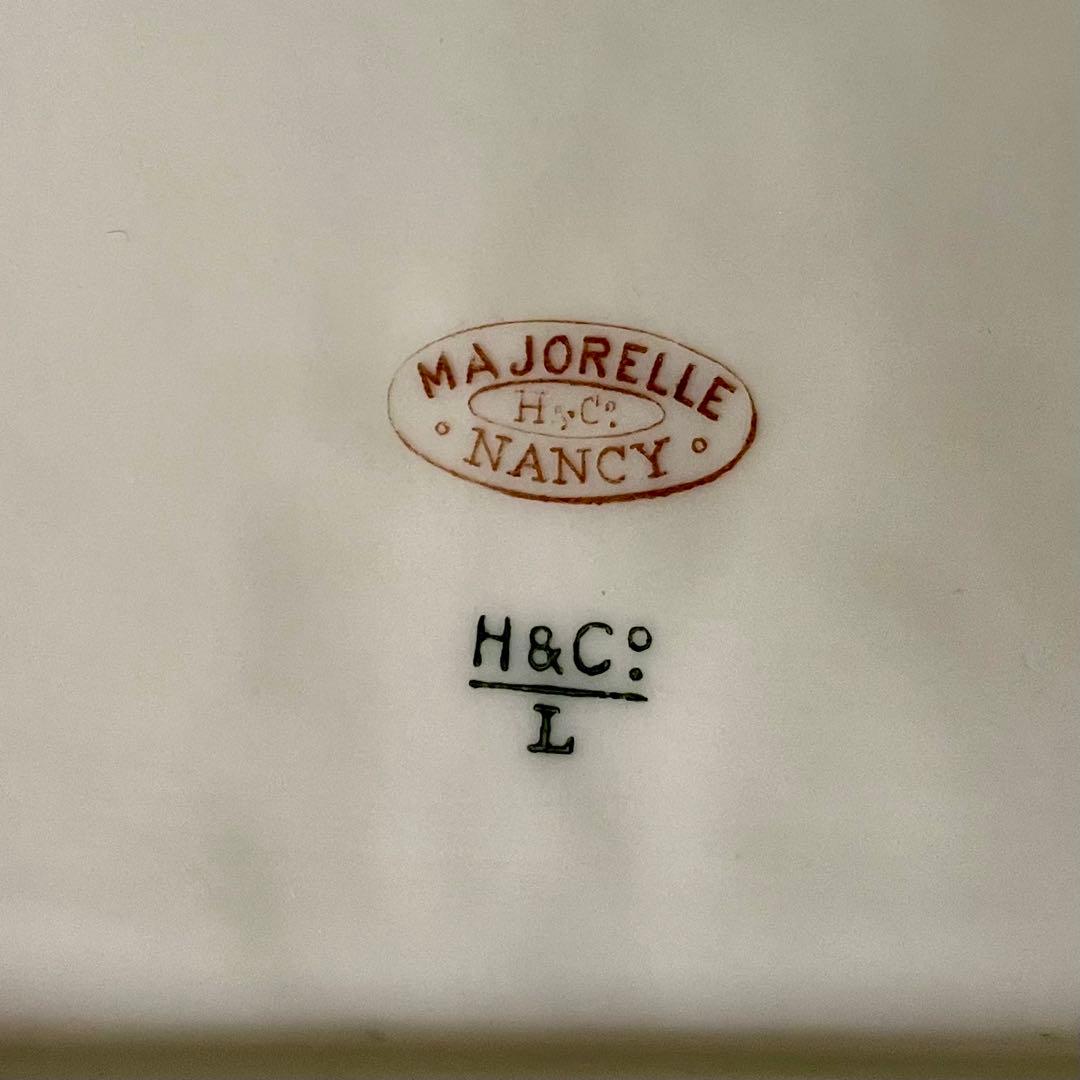 MAJORELLE
H & Cº
NANCY
H & Cº
L